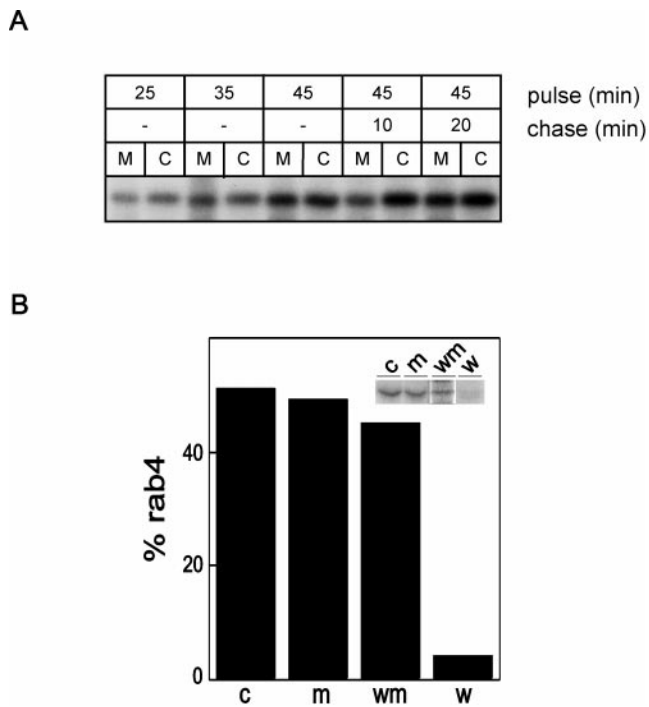 A
25 35 45 45 45 pulse (min)
- - - 10 20 chase (min)
M C M C M C M C M C
B
c m wm w
% rab4
40
20
0
c m wm w